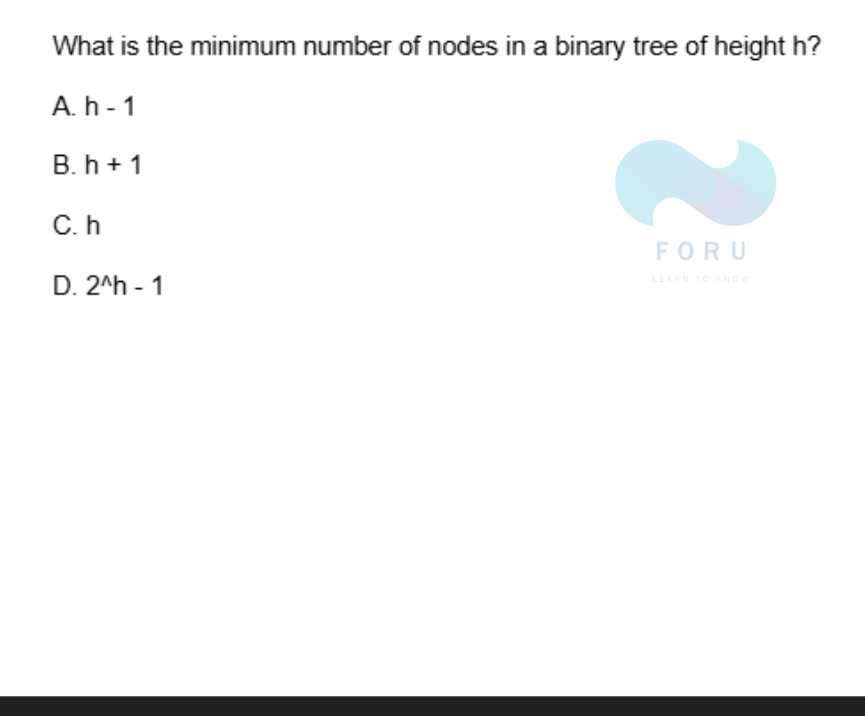 What is the minimum number of nodes in a binary tree of height h?
A. h - 1
B. h + 1
C. h
D. 2^h - 1
FORU
LEARN TO KNOW